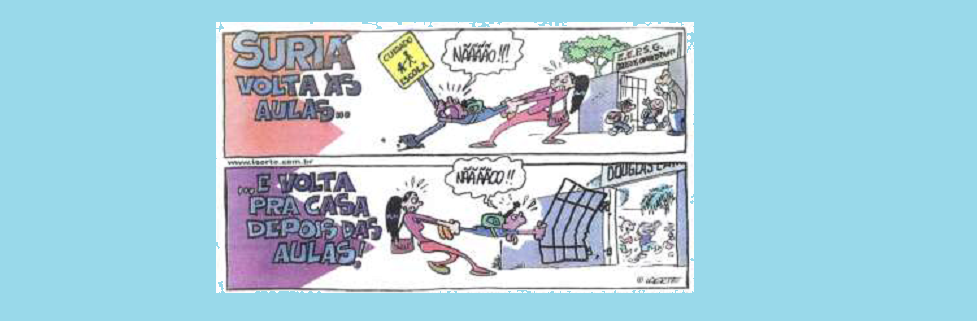 SURIÁ
VOLTA ÀS
AULAS...
CUIDADO
ESCOLA
NÃÃÃÃO!!!
E.E.P.S.G.
www.laerte.com.br
...E VOLTA
PRA CASA
DEPOIS DAS
AULAS!
NÃÃÃÃO!!
DOUGLAS
© LAERTE